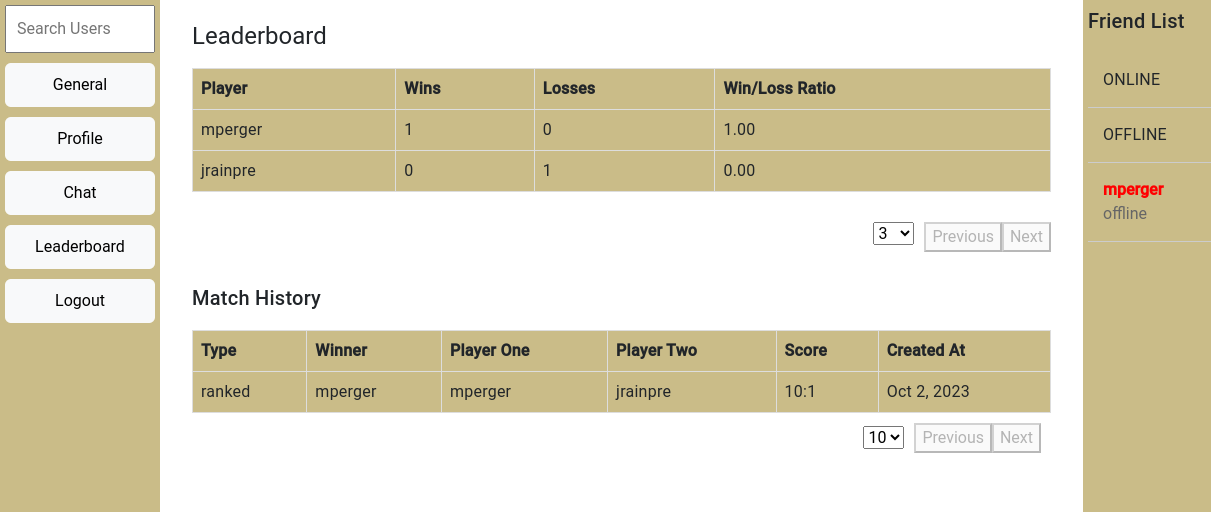 Search Users
General
Profile
Chat
Leaderboard
Logout
Leaderboard
Player Wins Losses Win/Loss Ratio
mperger 1 0 1.00
jrainpre 0 1 0.00
3 Previous Next
Match History
Type Winner Player One Player Two Score Created At
ranked mperger mperger jrainpre 10:1 Oct 2, 2023
10 Previous Next
Friend List
ONLINE
OFFLINE
mperger
offline